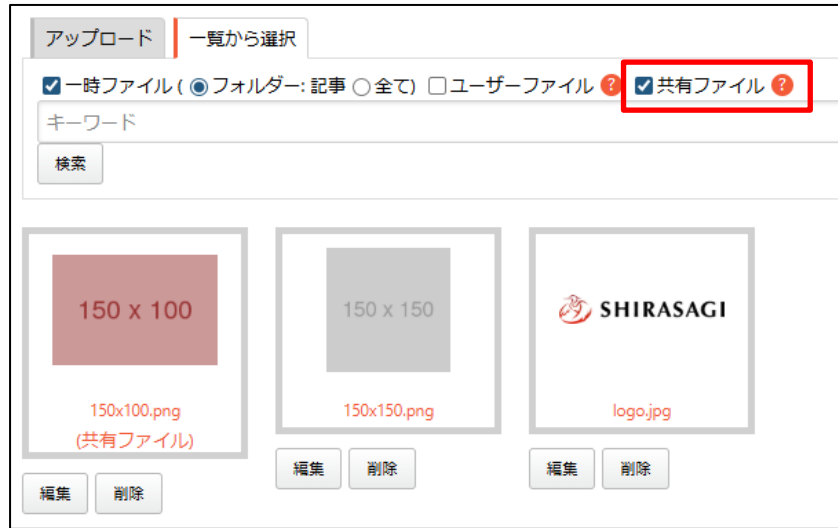 アップロード 一覧から選択
一時ファイル ( フォルダー: 記事 全て) ユーザーファイル ? 共有ファイル ?
キーワード
検索
150 x 100 150 x 150 SHIRASAGI
150x100.png 150x150.png logo.jpg
(共有ファイル)
編集 削除 編集 削除
編集 削除